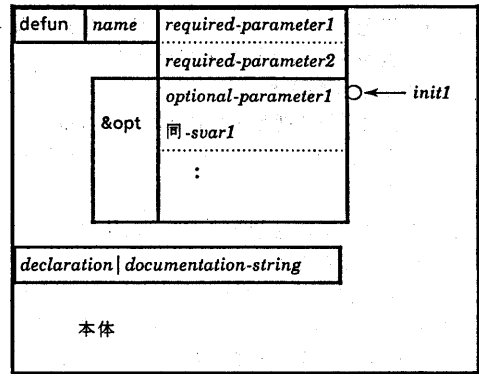 defun name required-parameter1
required-parameter2
&opt optional-parameter1 init1
同-svar1
:
declaration | documentation-string
本体